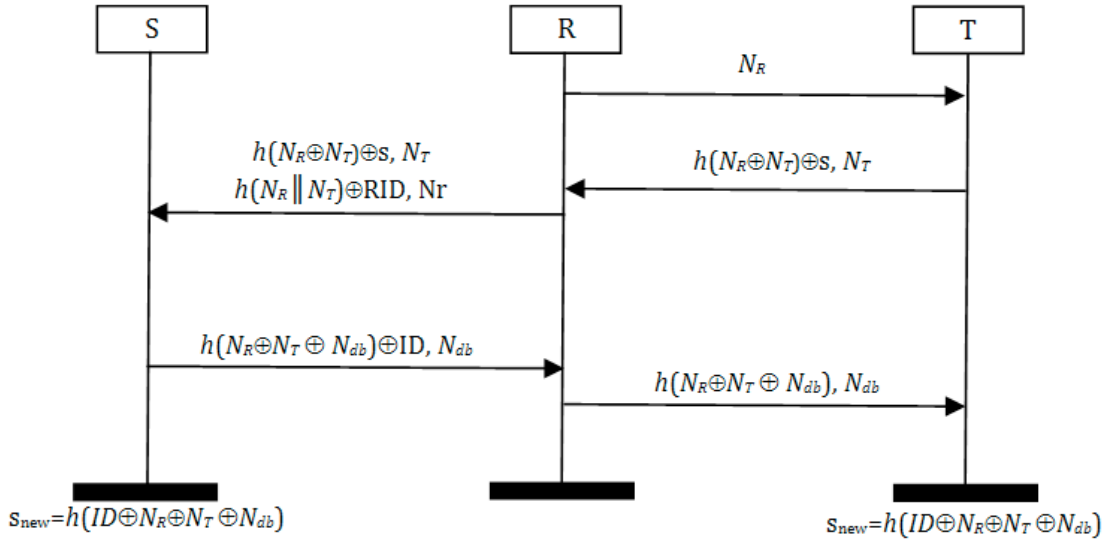 S
R
T
N_R
h(N_R⊕N_T)⊕s, N_T
h(N_R‖N_T)⊕RID, Nr
h(N_R⊕N_T)⊕s, N_T
h(N_R⊕N_T ⊕ N_db)⊕ID, N_db
h(N_R⊕N_T ⊕ N_db), N_db
s_new=h(ID⊕N_R⊕N_T ⊕N_db)
s_new=h(ID⊕N_R⊕N_T ⊕N_db)